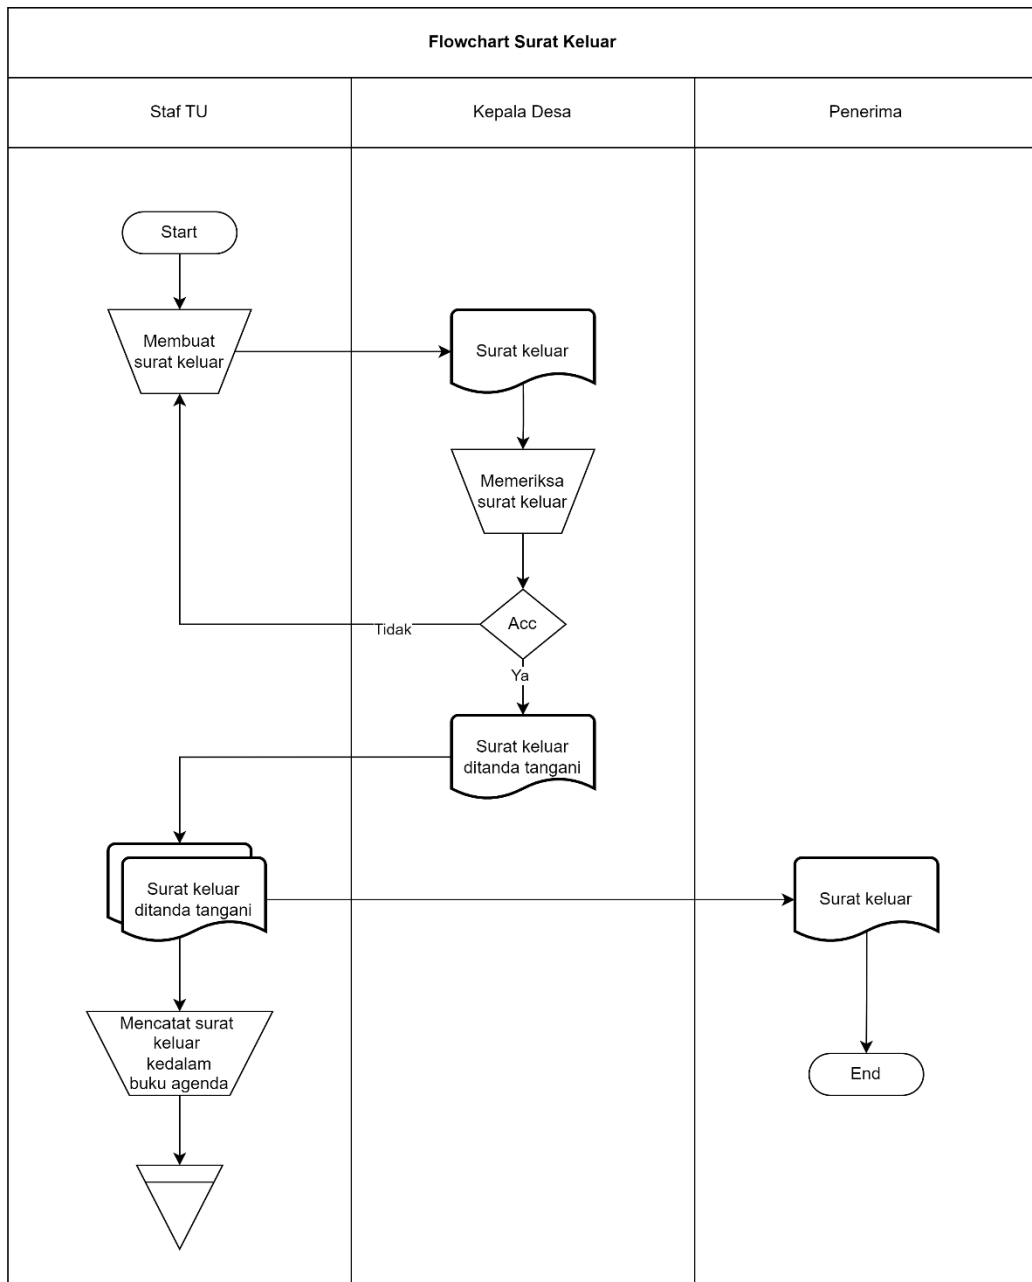 Flowchart Surat Keluar
Staf TU
Kepala Desa
Penerima
Start
Membuat
surat keluar
Surat keluar
Memeriksa
surat keluar
Acc
Tidak
Ya
Surat keluar
ditanda tangani
Surat keluar
ditanda tangani
Surat keluar
Mencatat surat
keluar
kedalam
buku agenda
End